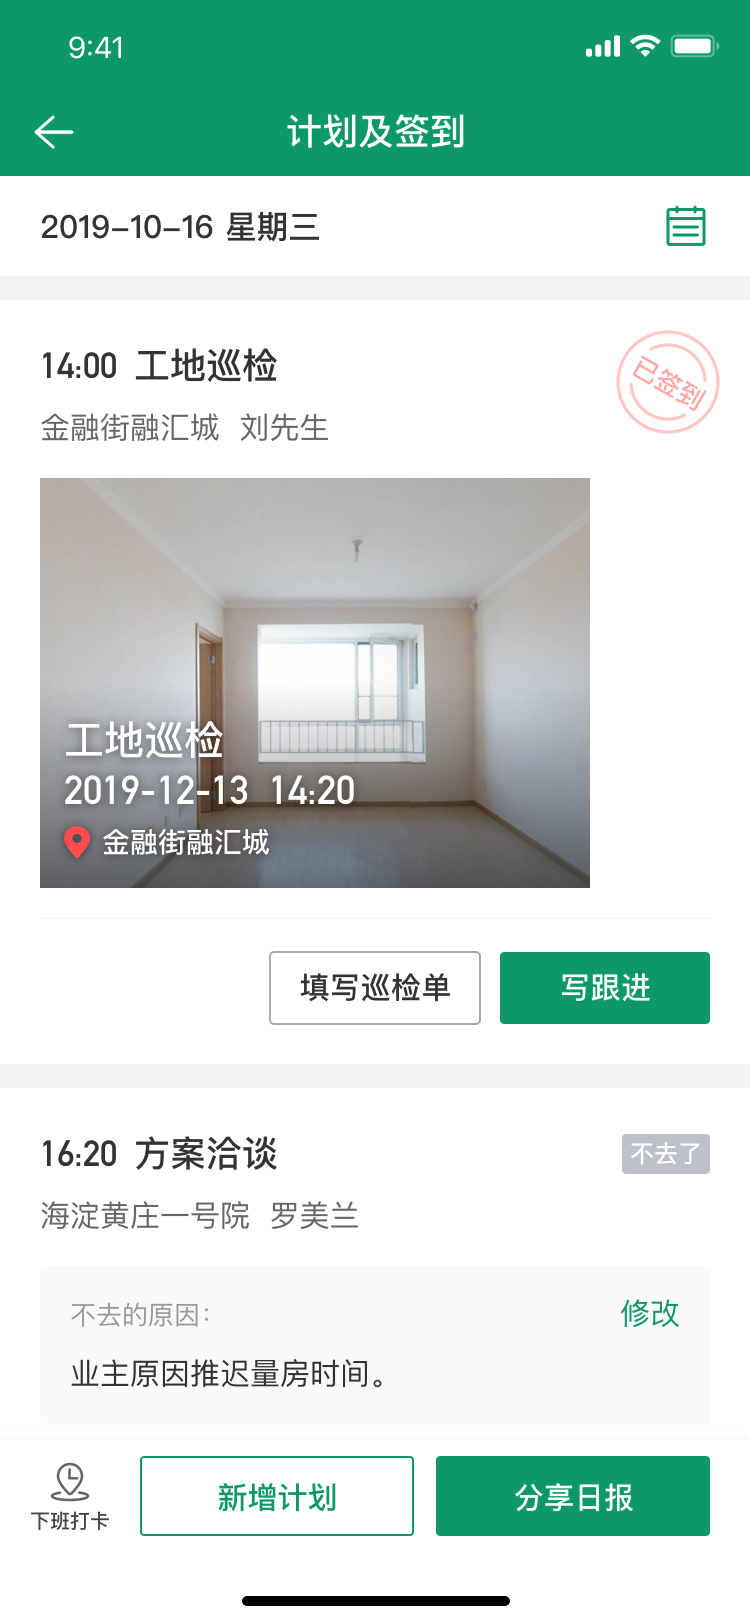 9:41
计划及签到
2019-10-16 星期三
14:00 工地巡检
已签到
金融街融汇城 刘先生
工地巡检
2019-12-13 14:20
金融街融汇城
填写巡检单 写跟进
16:20 方案洽谈 不去了
海淀黄庄一号院 罗美兰
不去的原因: 修改
业主原因推迟量房时间。
下班打卡 新增计划 分享日报